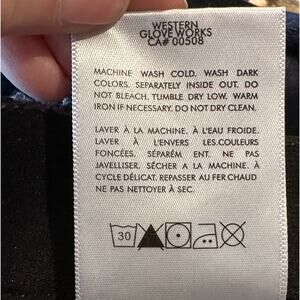 WESTERN
GLOVE WORKS
CA# 00508
MACHINE WASH COLD. WASH DARK
COLORS. SEPARATELY INSIDE OUT. DO
NOT BLEACH. TUMBLE DRY LOW. WARM
IRON IF NECESSARY. DO NOT DRY CLEAN.
LAVER À LA MACHINE. À L'EAU FROIDE.
LAVER À L'ENVERS LES.COULEURS
FONCÉES. SÉPARÉM ENT. NE PAS
JAVELLISER. SÉCHER A LA MACHINE. À
CYCLE DÉLICAT. REPASSER AU FER CHAUD
NE PAS NETTOYER À SEC.
30